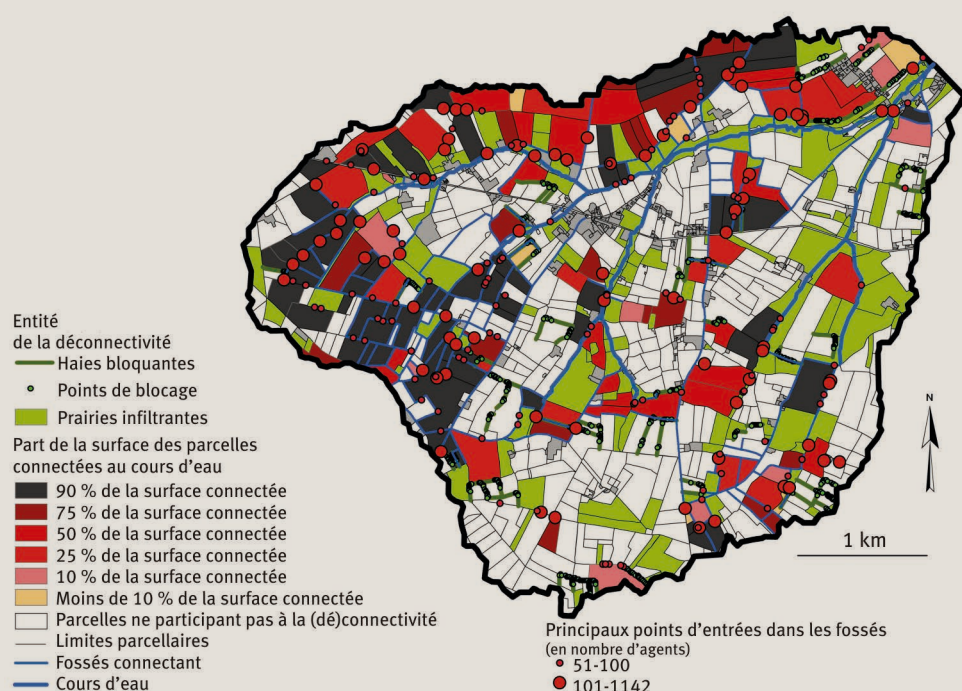 Entité
de la déconnectivité
Haies bloquantes
Points de blocage
Prairies infiltrantes
Part de la surface des parcelles
connectées au cours d'eau
90 % de la surface connectée
75 % de la surface connectée
50 % de la surface connectée
25 % de la surface connectée
10 % de la surface connectée
Moins de 10 % de la surface connectée
Parcelles ne participant pas à la (dé)connectivité
Limites parcellaires
Fossés connectant
Cours d'eau
N
1 km
Principaux points d'entrées dans les fossés
(en nombre d'agents)
51-100
101-1142